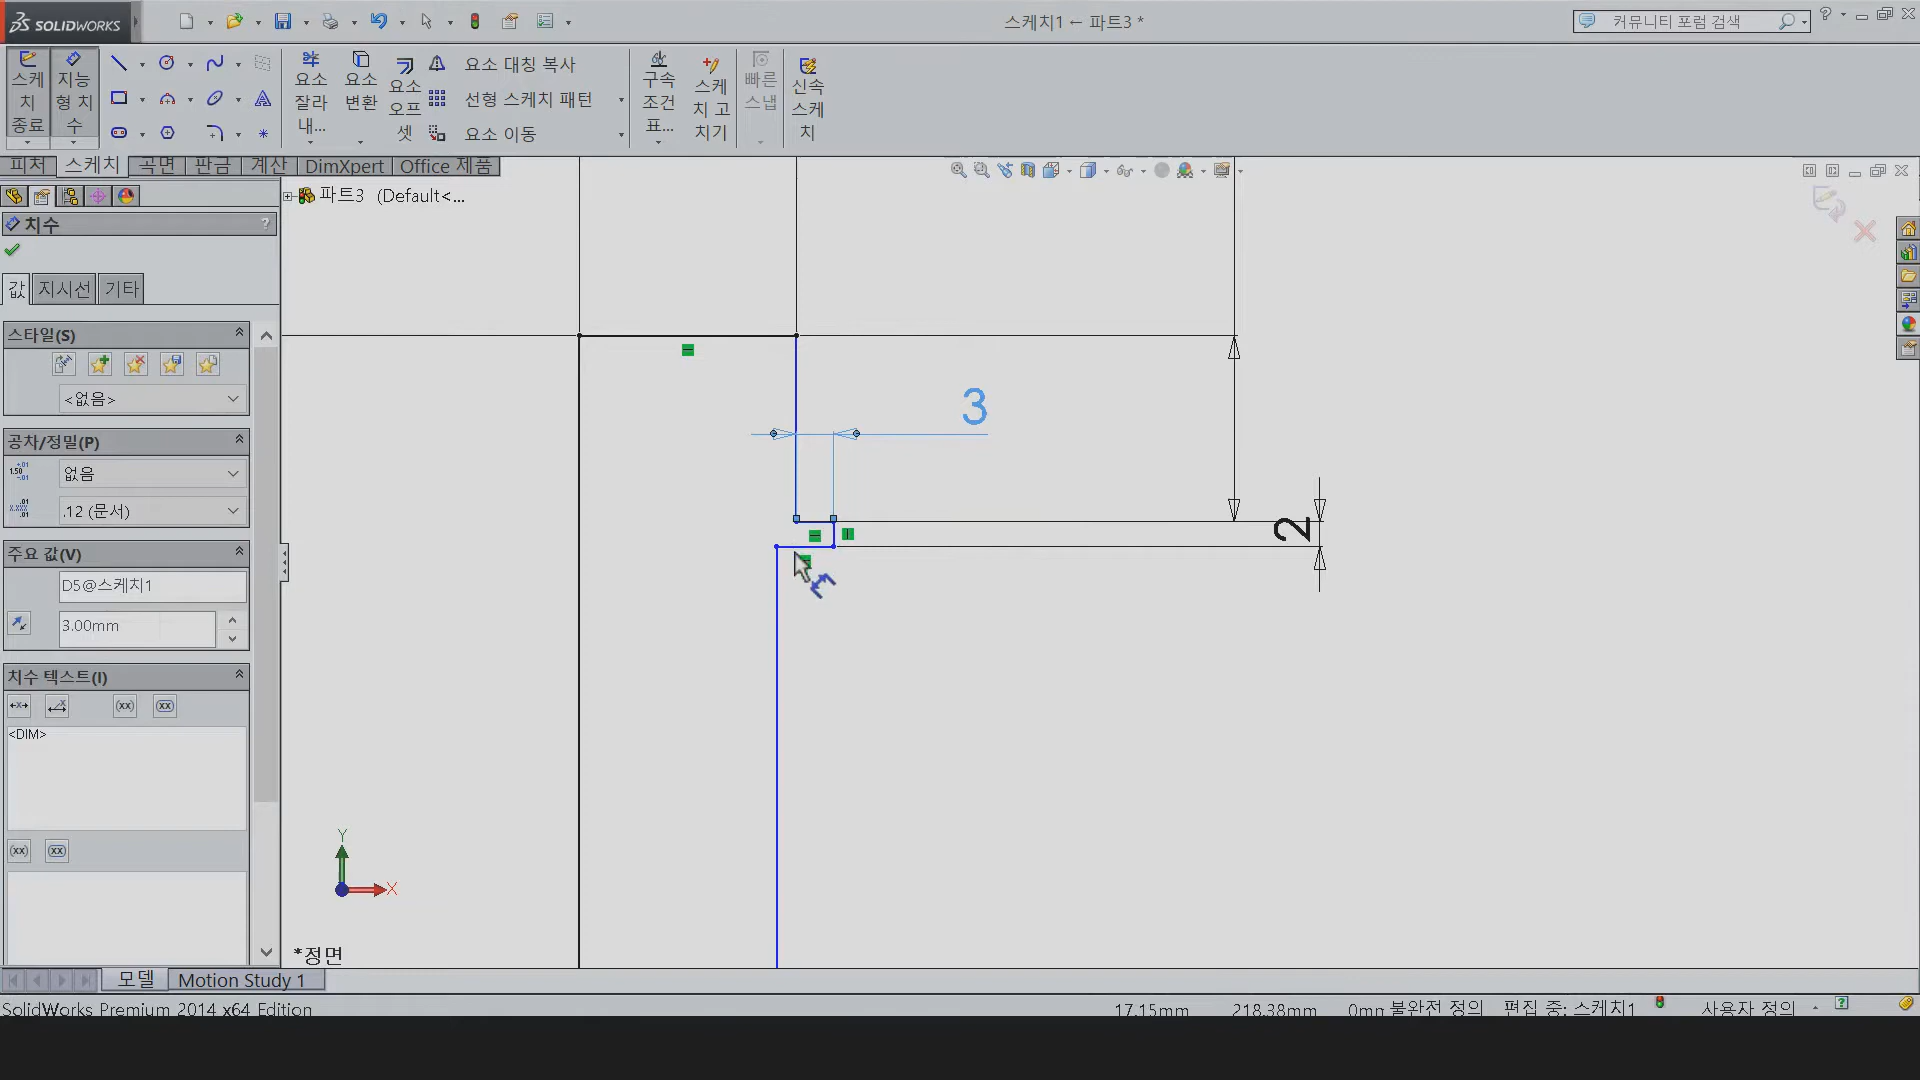 SOLIDWORKS
스케치1 ← 파트3 *
커뮤니티 포럼 검색
스케치 종료
지능형 치수
요소 잘라내...
요소 변환
요소 오프셋
요소 대칭 복사
선형 스케치 패턴
요소 이동
구속조건 표...
스케치 고치기
빠른 스냅
신속 스케치
피처
스케치
곡면
판금
계산
DimXpert
Office 제품
파트3 (Default<...
치수
?
값
지시선
기타
스타일(S)
<없음>
공차/정밀(P)
없음
.12 (문서)
주요 값(V)
D5@스케치1
3.00mm
치수 텍스트(I)
<DIM>
3
2
Y
X
*정면
모델
Motion Study 1
SolidWorks Premium 2014 x64 Edition
17.15mm
218.38mm
0mm 불완전 정의
편집 중: 스케치1
사용자 정의